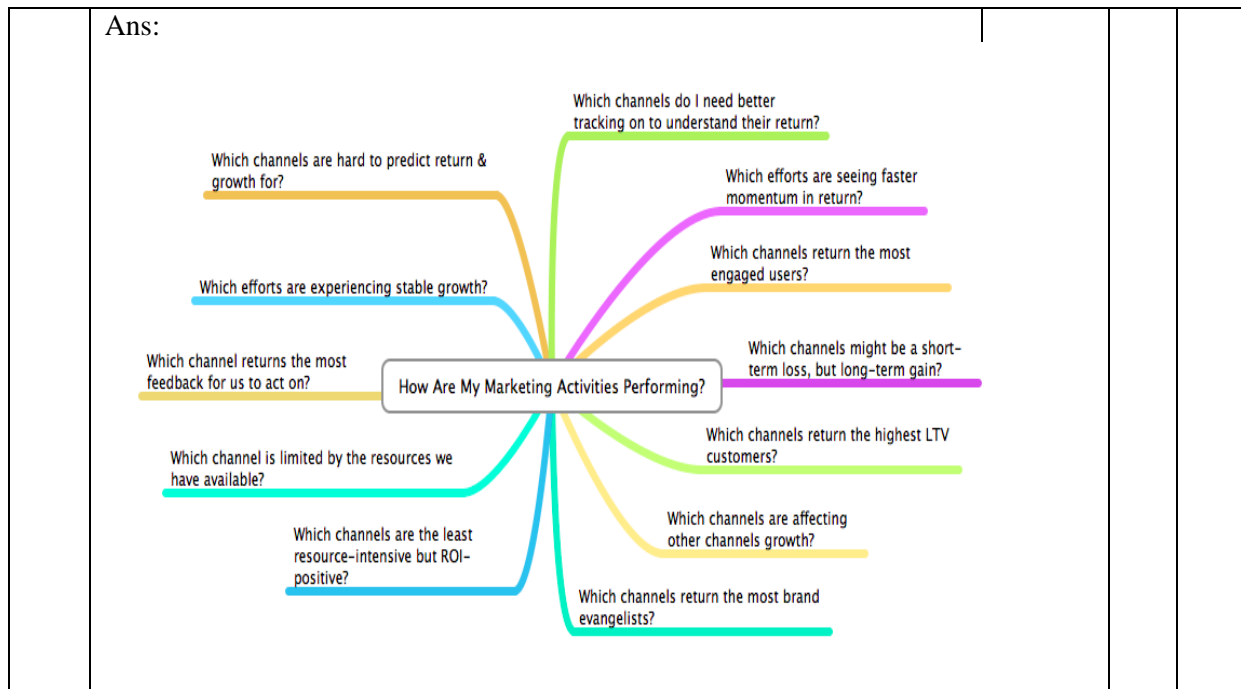 Ans:
Which channels do I need better
tracking on to understand their return?
Which channels are hard to predict return &
growth for?
Which efforts are seeing faster
momentum in return?
Which channels return the most
engaged users?
Which efforts are experiencing stable growth?
Which channels might be a short-
term loss, but long-term gain?
Which channel returns the most
feedback for us to act on?
How Are My Marketing Activities Performing?
Which channels return the highest LTV
customers?
Which channel is limited by the resources we
have available?
Which channels are affecting
other channels growth?
Which channels are the least
resource-intensive but ROI-
positive?
Which channels return the most brand
evangelists?